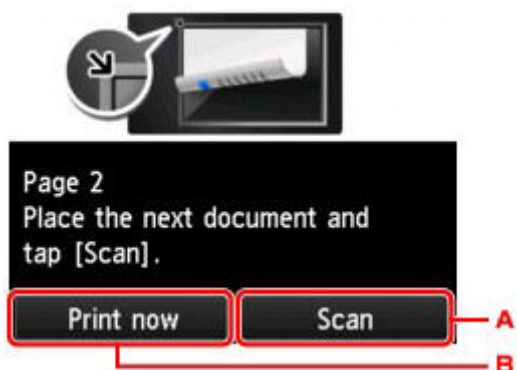 Page 2
Place the next document and
tap [Scan].
Print now Scan A
B